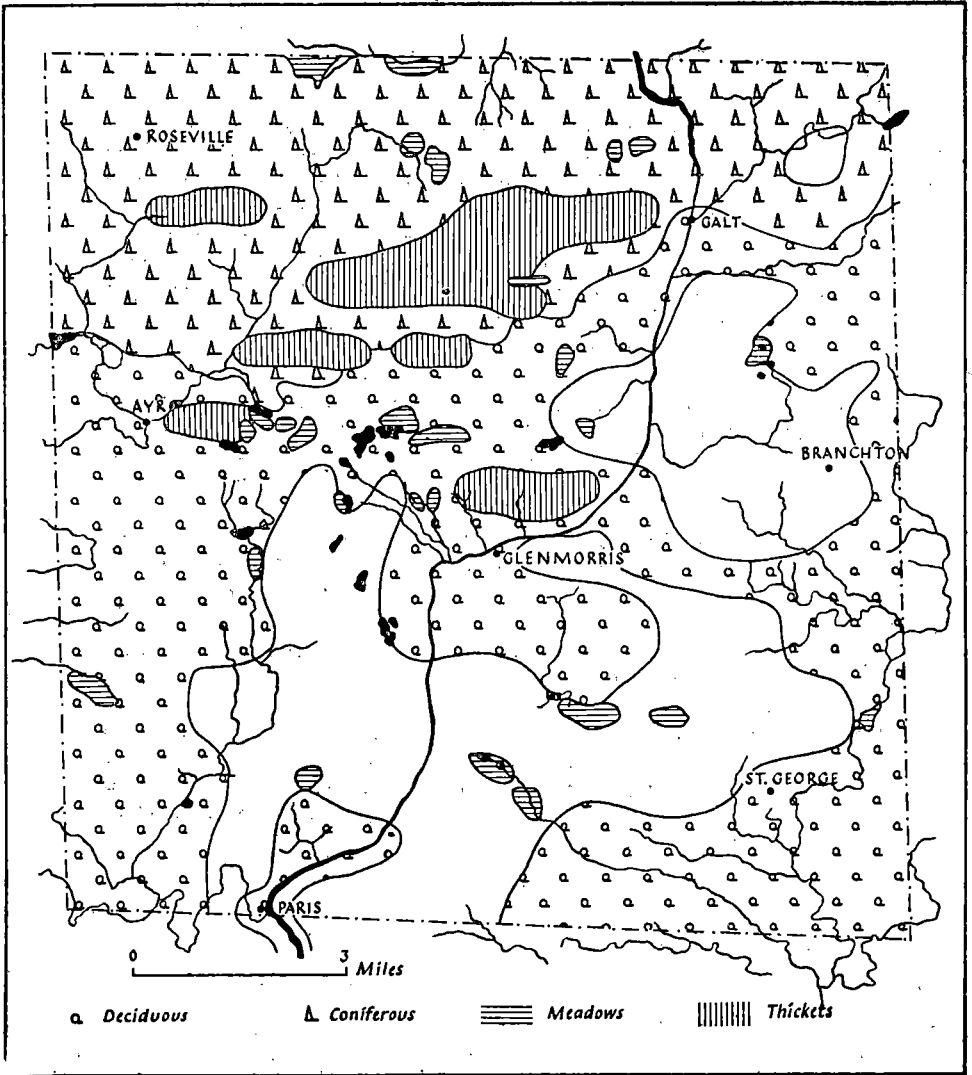 ROSEVILLE
GALT
AYR
BRANCHTON
GLENMORRIS
ST. GEORGE
PARIS
0 3
Miles
Deciduous Coniferous Meadows Thickets